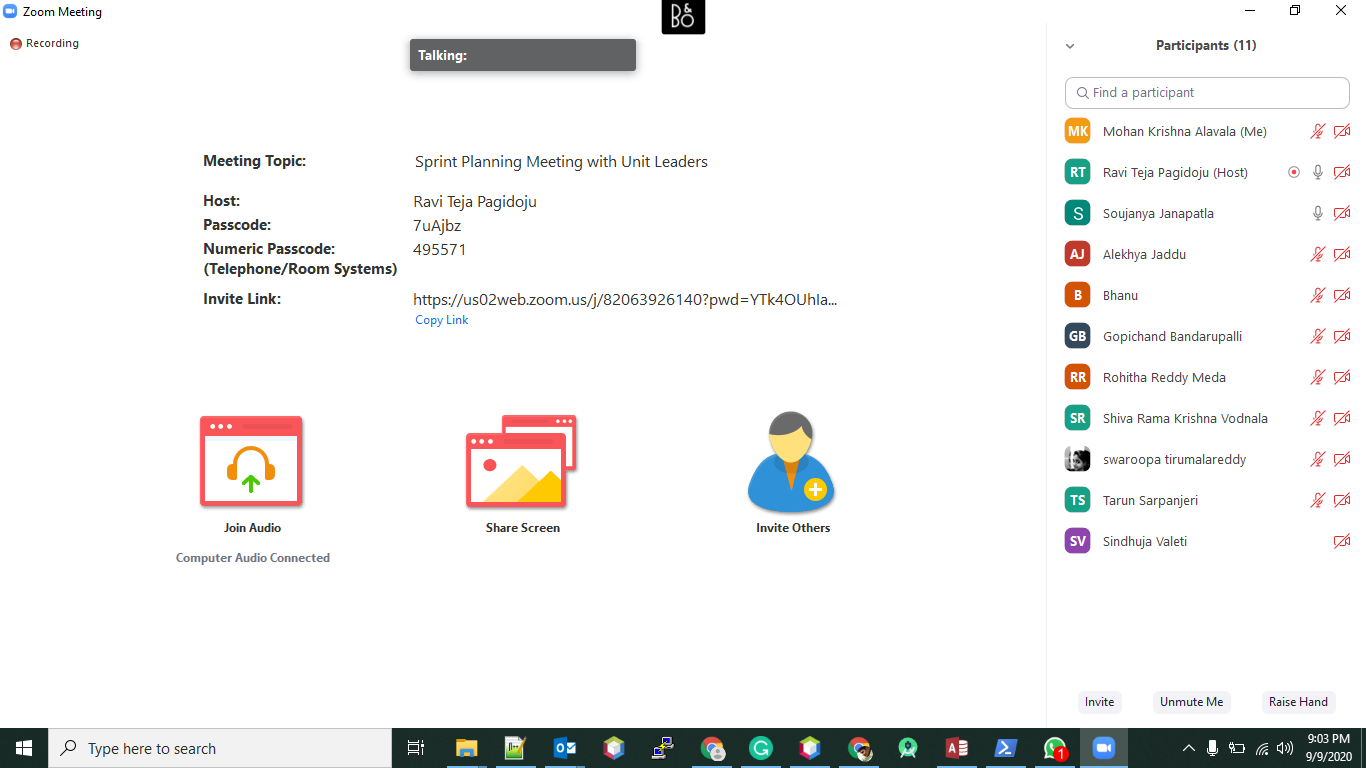 Zoom Meeting
B&O
Recording
Talking:
Meeting Topic: Sprint Planning Meeting with Unit Leaders
Host: Ravi Teja Pagidoju
Passcode: 7uAjbz
Numeric Passcode: 495571
(Telephone/Room Systems)
Invite Link: https://us02web.zoom.us/j/82063926140?pwd=YTk4OUhIa...
Copy Link
Join Audio
Share Screen
Invite Others
Computer Audio Connected
Participants (11)
Find a participant
MK Mohan Krishna Alavala (Me)
RT Ravi Teja Pagidoju (Host)
S Soujanya Janapatla
AJ Alekhya Jaddu
B Bhanu
GB Gopichand Bandarupalli
RR Rohitha Reddy Meda
SR Shiva Rama Krishna Vodnala
swaroopa tirumalareddy
TS Tarun Sarpanjeri
SV Sindhuja Valeti
Invite
Unmute Me
Raise Hand
Type here to search
1
9:03 PM
9/9/2020